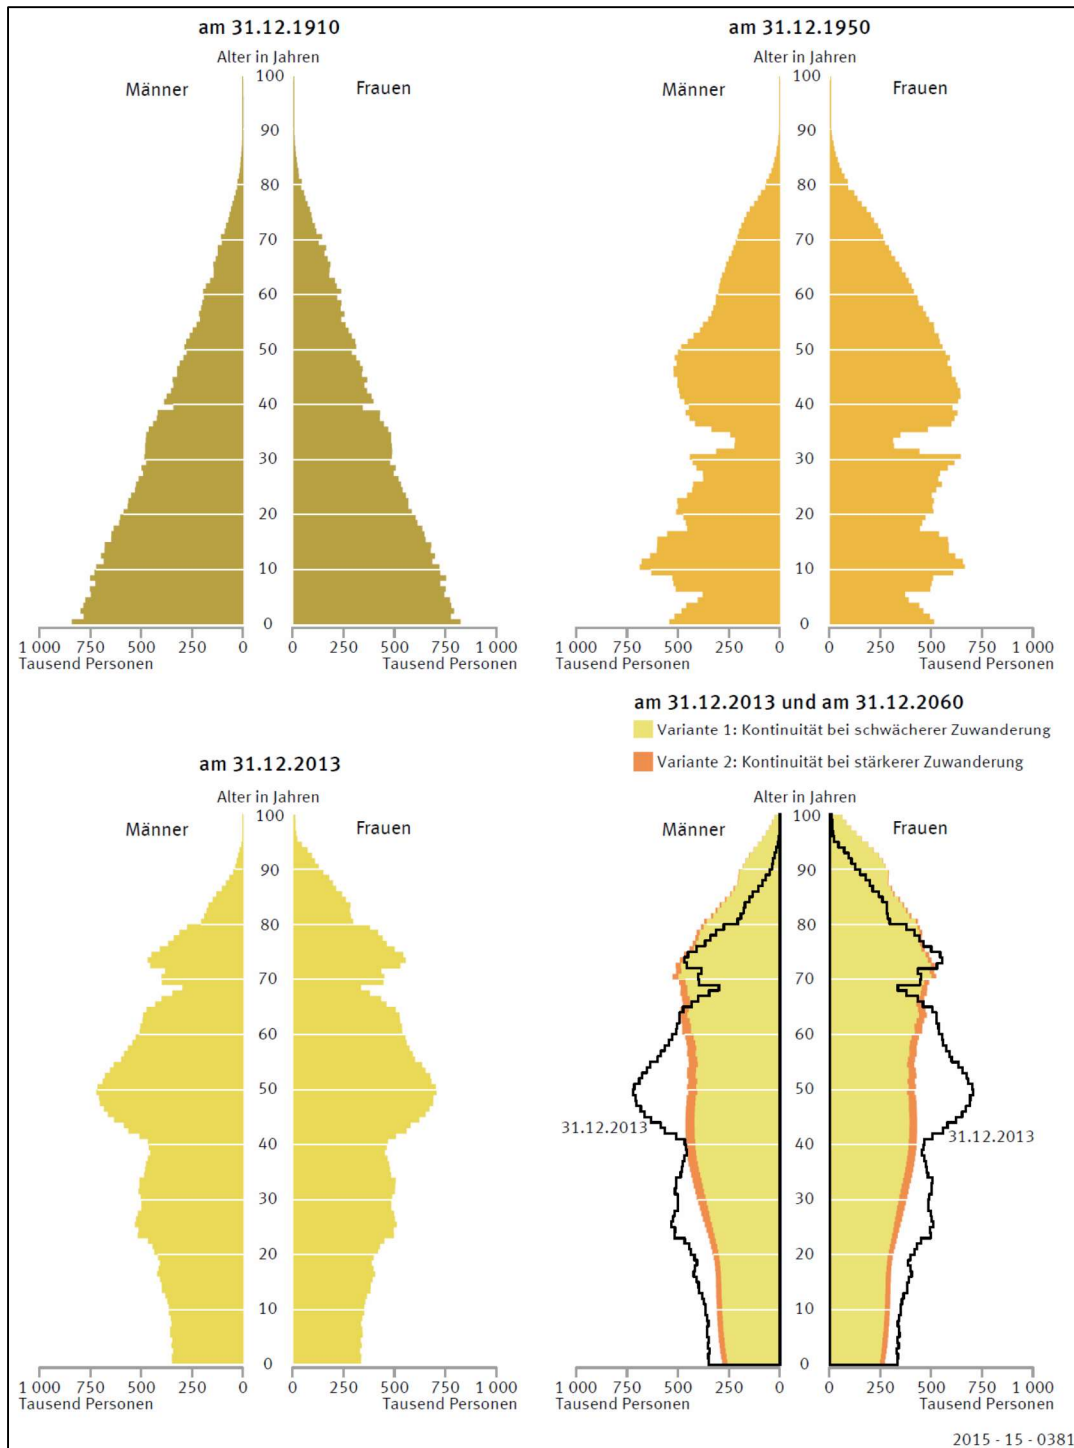 am 31.12.1910
Alter in Jahren
Männer
Frauen
100
90
80
70
60
50
40
30
20
10
0
1 000 750 500 250 0 0 250 500 750 1 000
Tausend Personen Tausend Personen
am 31.12.1950
Alter in Jahren
Männer
Frauen
100
90
80
70
60
50
40
30
20
10
0
1 000 750 500 250 0 0 250 500 750 1 000
Tausend Personen Tausend Personen
am 31.12.2013
Alter in Jahren
Männer
Frauen
100
90
80
70
60
50
40
30
20
10
0
1 000 750 500 250 0 0 250 500 750 1 000
Tausend Personen Tausend Personen
am 31.12.2013 und am 31.12.2060
Variante 1: Kontinuität bei schwächerer Zuwanderung
Variante 2: Kontinuität bei stärkerer Zuwanderung
Alter in Jahren
Männer
Frauen
100
90
80
70
60
50
31.12.2013 31.12.2013
40
30
20
10
0
1 000 750 500 250 0 0 250 500 750 1 000
Tausend Personen Tausend Personen
2015 - 15 - 0381